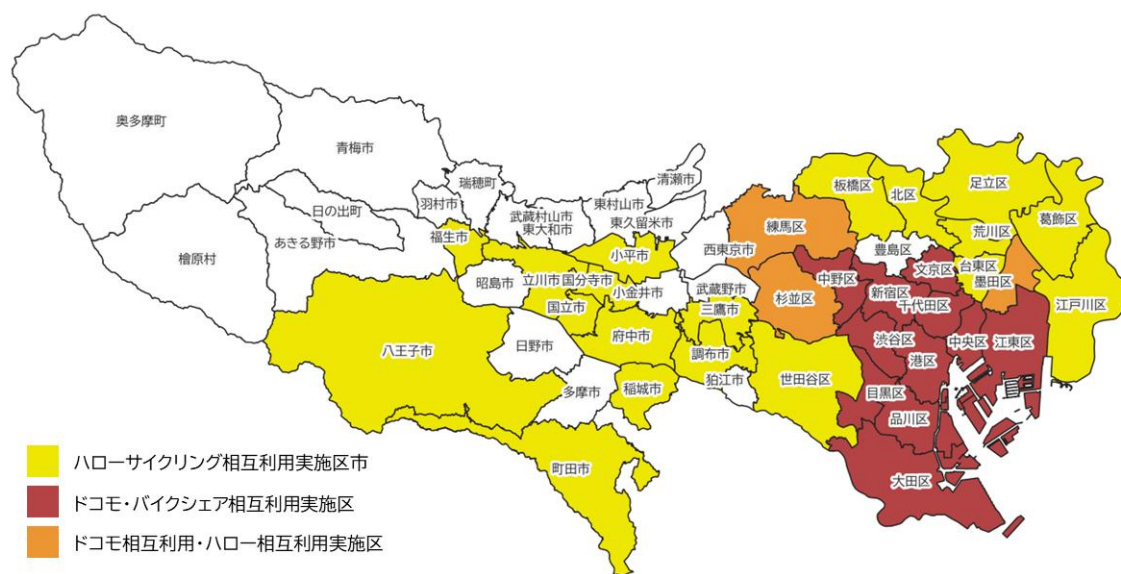 奥多摩町
青梅市
瑞穂町
羽村市
日の出町
檜原村
あきる野市
福生市
武蔵村山市
東大和市
東村山市
清瀬市
東久留米市
小平市
西東京市
昭島市
立川市
国分寺市
小金井市
武蔵野市
三鷹市
国立市
府中市
八王子市
日野市
多摩市
稲城市
調布市
狛江市
町田市
練馬区
板橋区
北区
足立区
葛飾区
荒川区
豊島区
文京区
台東区
墨田区
江戸川区
中野区
杉並区
新宿区
千代田区
渋谷区
中央区
江東区
港区
世田谷区
目黒区
品川区
大田区
ハローサイクリング相互利用実施区市
ドコモ・バイクシェア相互利用実施区
ドコモ相互利用・ハロー相互利用実施区